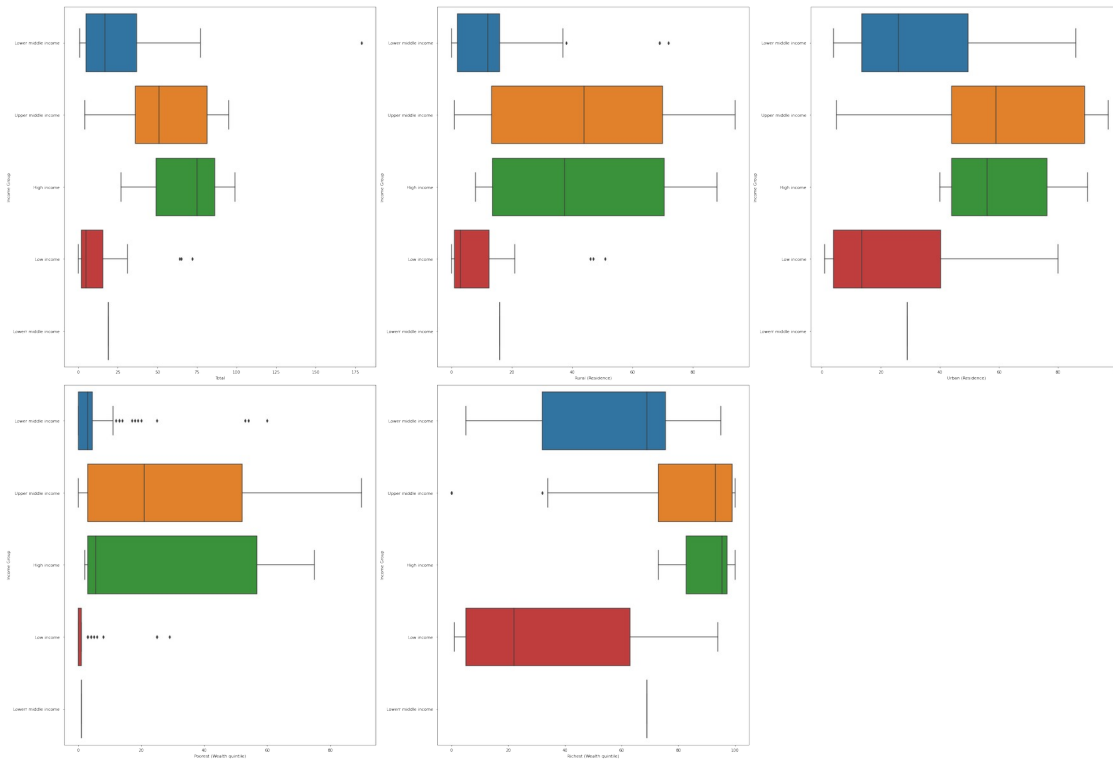 Lower middle income
Upper middle income
High income
Low income
Lowerr middle income
Income Group
0
25
50
75
100
125
150
175
Total
Lower middle income
Upper middle income
High income
Low income
Lowerr middle income
Income Group
0
20
40
60
80
Rural (Residence)
Lower middle income
Upper middle income
High income
Low income
Lowerr middle income
Income Group
0
20
40
60
80
Urban (Residence)
Lower middle income
Upper middle income
High income
Low income
Lowerr middle income
Income Group
0
20
40
60
80
Poorest (Wealth quintile)
Lower middle income
Upper middle income
High income
Low income
Lowerr middle income
Income Group
0
20
40
60
80
100
Richest (Wealth quintile)